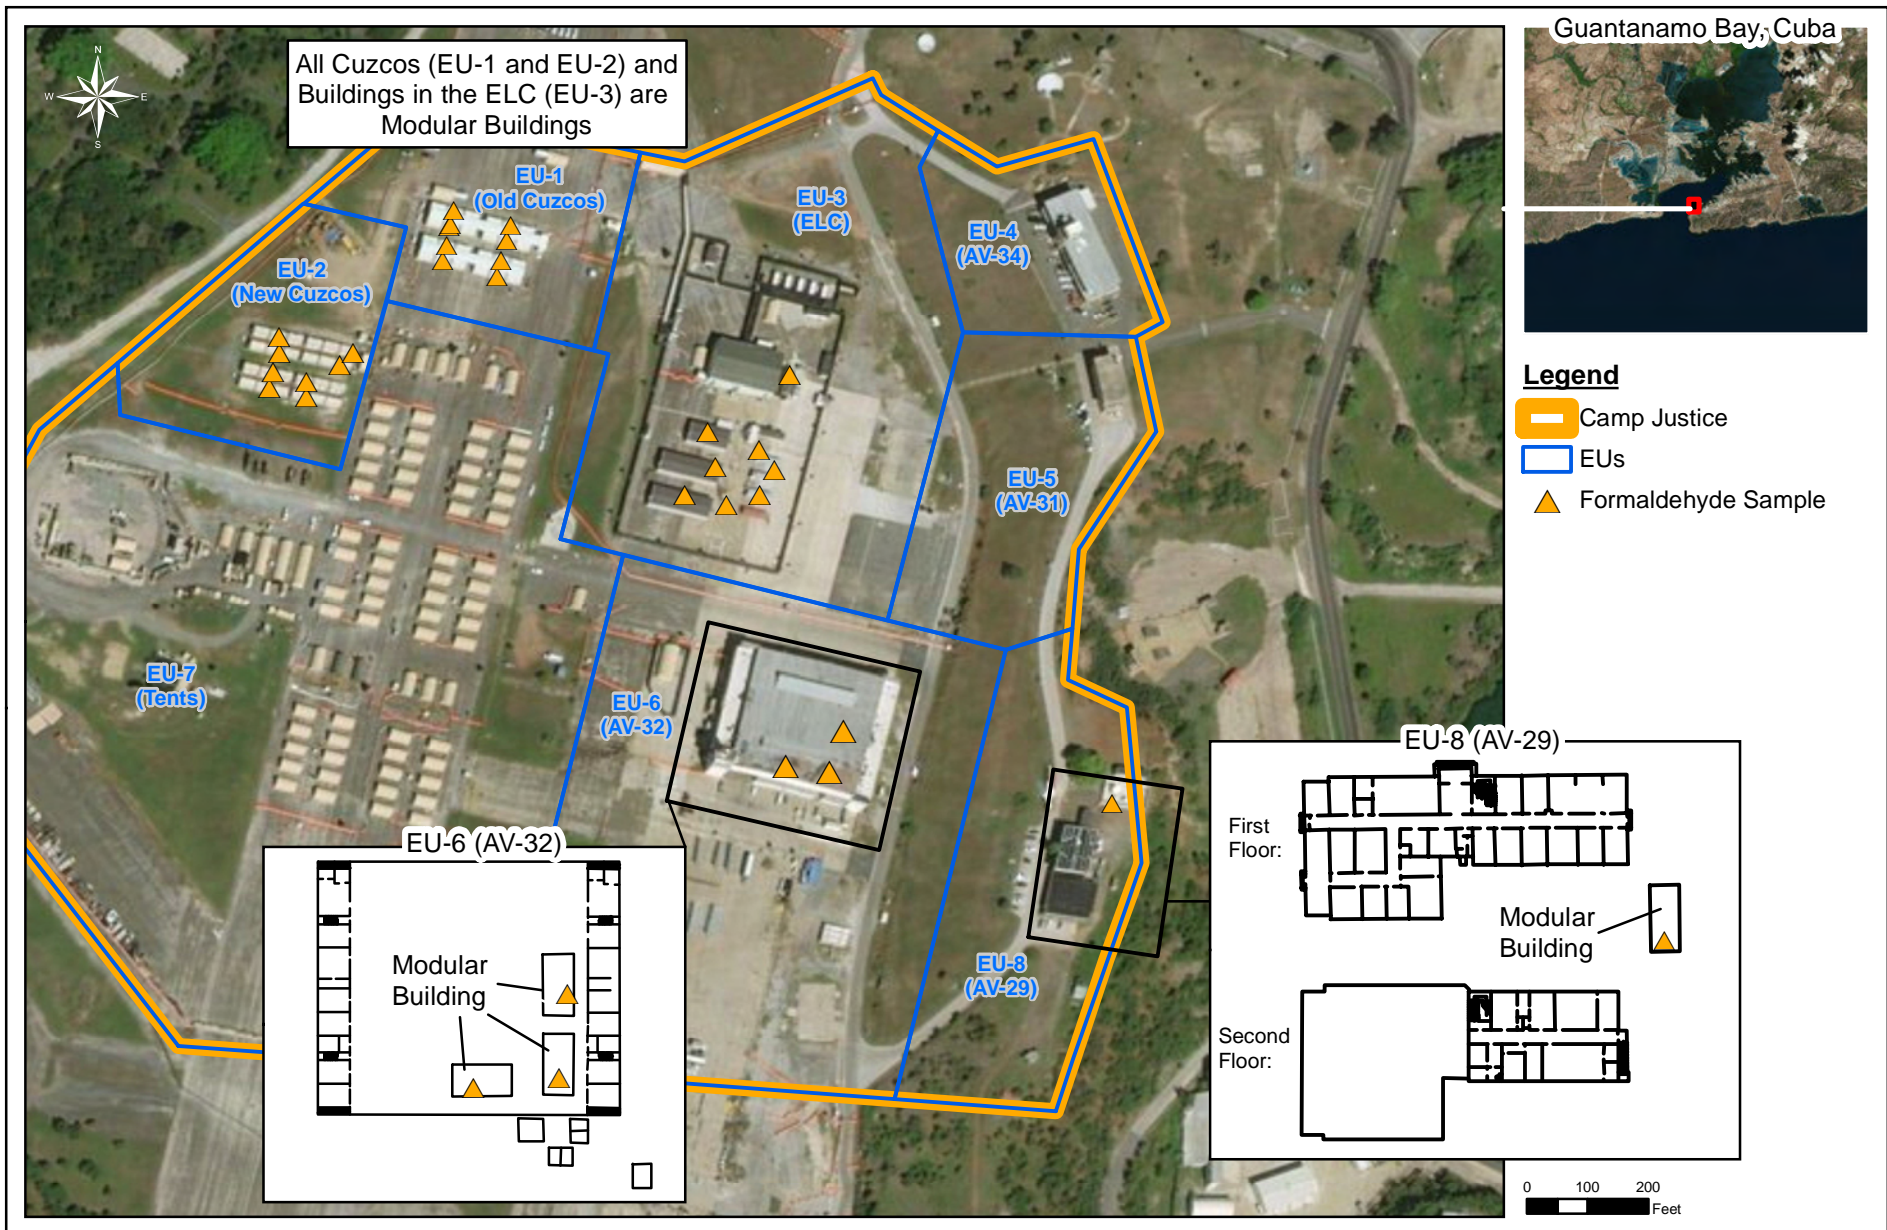 All Cuzcos (EU-1 and EU-2) and
Buildings in the ELC (EU-3) are
Modular Buildings
N
W
E
S
Guantanamo Bay, Cuba
EU-1
(Old Cuzcos)
EU-2
(New Cuzcos)
EU-3
(ELC)
EU-4
(AV-34)
EU-5
(AV-31)
EU-6
(AV-32)
EU-7
(Tents)
EU-8
(AV-29)
Legend
Camp Justice
EUs
Formaldehyde Sample
EU-6 (AV-32)
Modular
Building
EU-8 (AV-29)
First
Floor:
Modular
Building
Second
Floor:
0 100 200
Feet